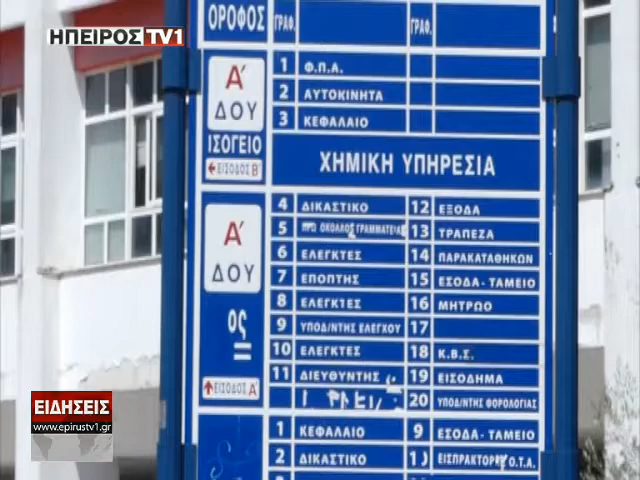 ΗΠΕΙΡΟΣ TV1
ΟΡΟΦΟΣ ΓΡΑΦ. ΓΡΑΦ.
Α΄ ΔΟΥ
ΙΣΟΓΕΙΟ
ΕΙΣΟΔΟΣ Β΄
1 Φ.Π.Α.
2 ΑΥΤΟΚΙΝΗΤΑ
3 ΚΕΦΑΛΑΙΟ
ΧΗΜΙΚΗ ΥΠΗΡΕΣΙΑ
Α΄ ΔΟΥ
ΕΙΣΟΔΟΣ Α΄
4 ΔΙΚΑΣΤΙΚΟ 12 ΕΞΟΔΑ
5 13 ΤΡΑΠΕΖΑ
6 ΕΛΕΓΚΤΕΣ 14 ΠΑΡΑΚΑΤΑΘΗΚΩΝ
7 ΕΠΟΠΤΗΣ 15 ΕΣΟΔΑ - ΤΑΜΕΙΟ
8 ΕΛΕΓΚΤΕΣ 16 ΜΗΤΡΩΟ
9 ΥΠΟΔ/ΝΤΗΣ ΕΛΕΓΧΟΥ 17
10 ΕΛΕΓΚΤΕΣ 18 Κ.Β.Σ.
11 ΔΙΕΥΘΥΝΤΗΣ 19 ΕΙΣΟΔΗΜΑ
20 ΥΠΟΔ/ΝΤΗΣ ΦΟΡΟΛΟΓΙΑΣ
1 ΚΕΦΑΛΑΙΟ 9 ΕΣΟΔΑ - ΤΑΜΕΙΟ
2 ΔΙΚΑΣΤΙΚΟ 10 Ο.Τ.Α.
ΕΙΔΗΣΕΙΣ
www.epirustv1.gr